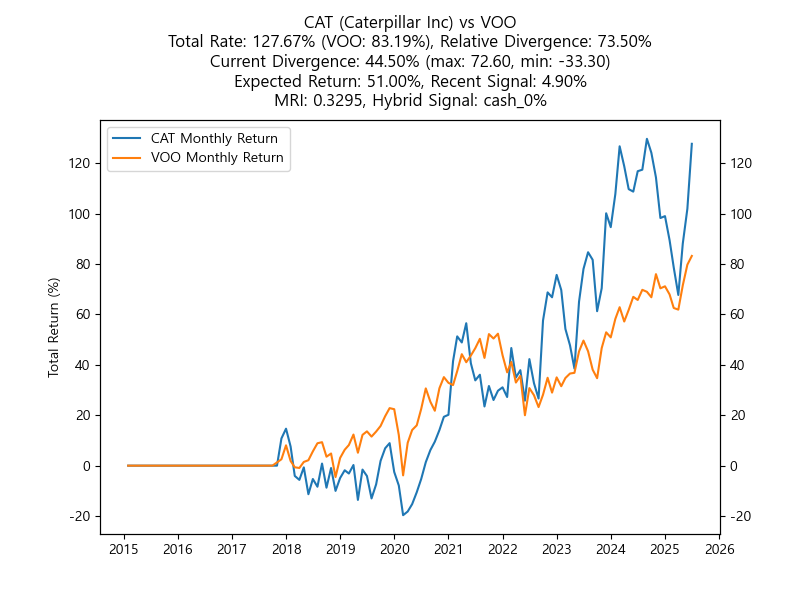 CAT (Caterpillar Inc) vs VOO
Total Rate: 127.67% (VOO: 83.19%), Relative Divergence: 73.50%
Current Divergence: 44.50% (max: 72.60, min: -33.30)
Expected Return: 51.00%, Recent Signal: 4.90%
MRI: 0.3295, Hybrid Signal: cash_0%
CAT Monthly Return
VOO Monthly Return
Total Return (%)
120 120
100 100
80 80
60 60
40 40
20 20
0 0
-20 -20
2015 2016 2017 2018 2019 2020 2021 2022 2023 2024 2025 2026